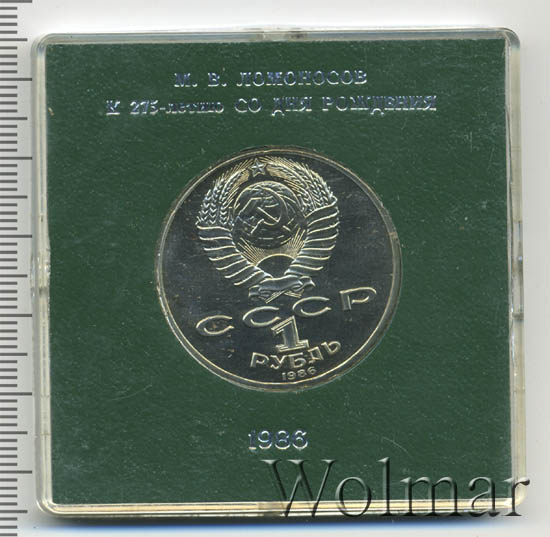 М. В. ЛОМОНОСОВ
К 275-летию СО ДНЯ РОЖДЕНИЯ
СССР
1
РУБЛЬ
1986
1986
Wolmar